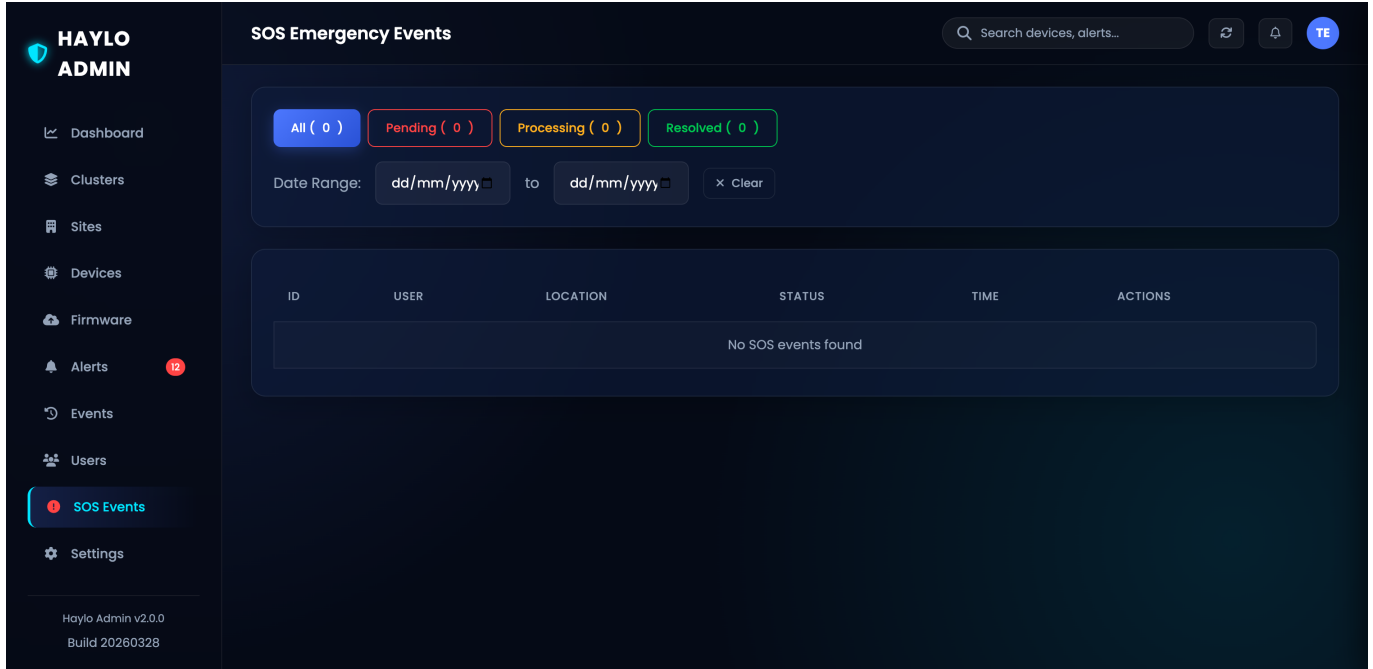 HAYLO
ADMIN
Dashboard
Clusters
Sites
Devices
Firmware
Alerts 12
Events
Users
SOS Events
Settings
Haylo Admin v2.0.0
Build 20260328
SOS Emergency Events
Search devices, alerts...
TE
All ( 0 ) Pending ( 0 ) Processing ( 0 ) Resolved ( 0 )
Date Range: dd/mm/yyyy to dd/mm/yyyy × Clear
ID USER LOCATION STATUS TIME ACTIONS
No SOS events found